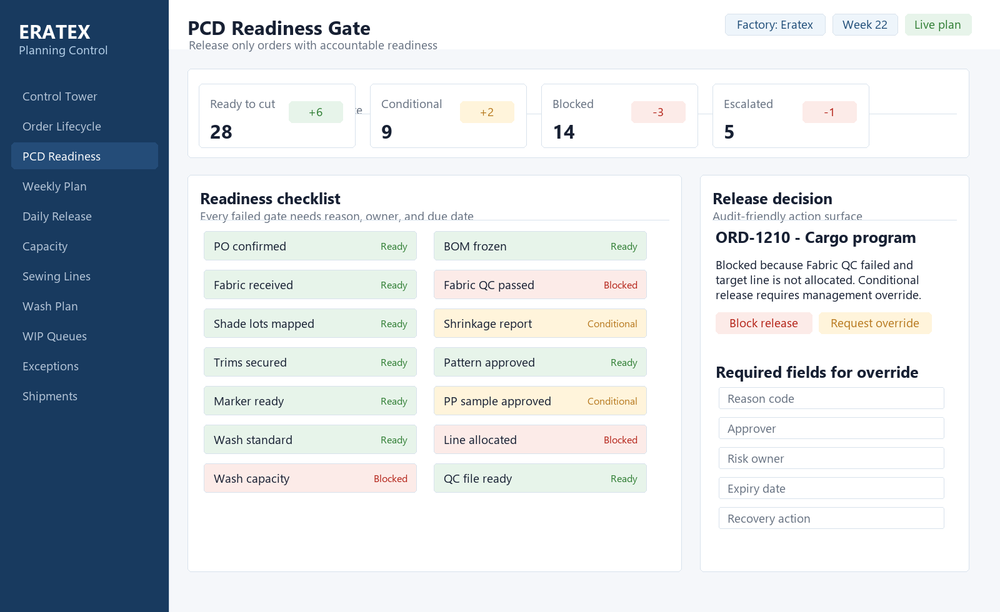 ERATEX
Planning Control
Control Tower
Order Lifecycle
PCD Readiness
Weekly Plan
Daily Release
Capacity
Sewing Lines
Wash Plan
WIP Queues
Exceptions
Shipments
PCD Readiness Gate
Release only orders with accountable readiness
Factory: Eratex
Week 22
Live plan
Ready to cut
+6
28
Conditional
+2
9
Blocked
-3
14
Escalated
-1
5
Readiness checklist
Every failed gate needs reason, owner, and due date
PO confirmed Ready
BOM frozen Ready
Fabric received Ready
Fabric QC passed Blocked
Shade lots mapped Ready
Shrinkage report Conditional
Trims secured Ready
Pattern approved Ready
Marker ready Ready
PP sample approved Conditional
Wash standard Ready
Line allocated Blocked
Wash capacity Blocked
QC file ready Ready
Release decision
Audit-friendly action surface
ORD-1210 - Cargo program
Blocked because Fabric QC failed and
target line is not allocated. Conditional
release requires management override.
Block release
Request override
Required fields for override
Reason code
Approver
Risk owner
Expiry date
Recovery action